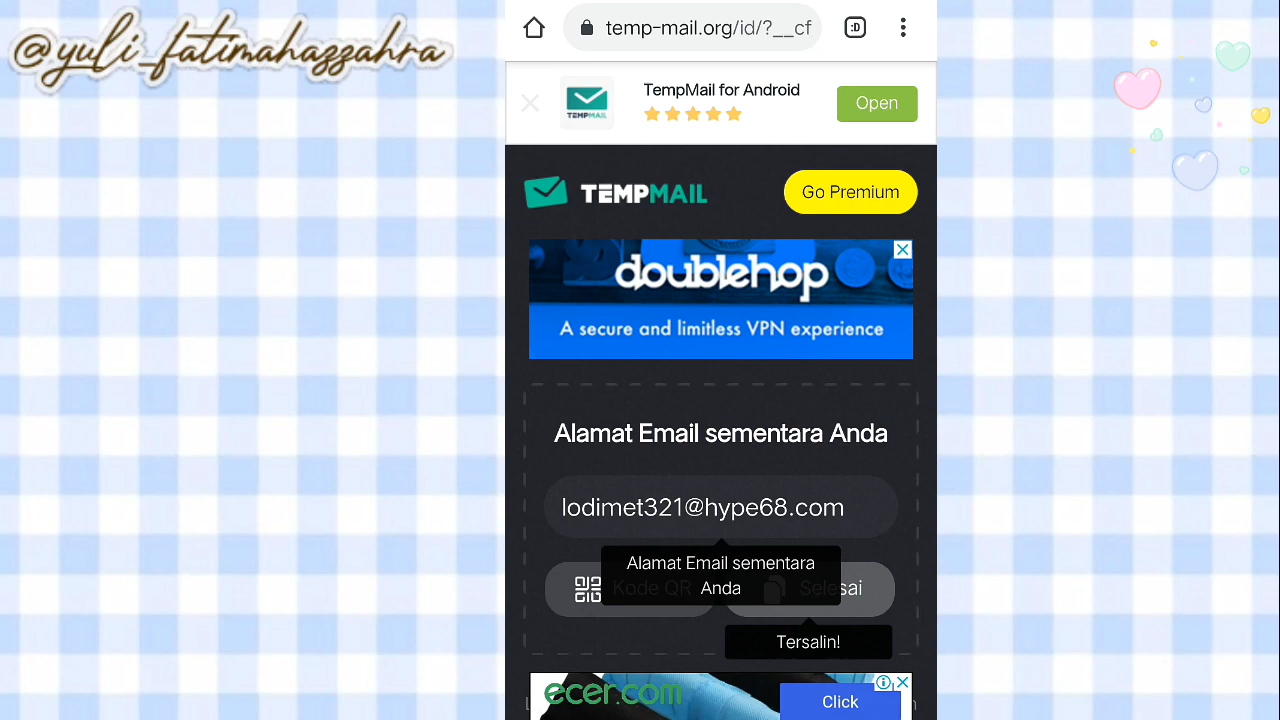 @yuli_fatimahazzahra
temp-mail.org/id/?__cf
:D
TempMail for Android
TEMPMAIL
Open
TEMPMAIL
Go Premium
doublehop
A secure and limitless VPN experience
Alamat Email sementara Anda
lodimet321@hype68.com
Alamat Email sementara
Anda
Kode QR
Selesai
Tersalin!
ecer.com
Click